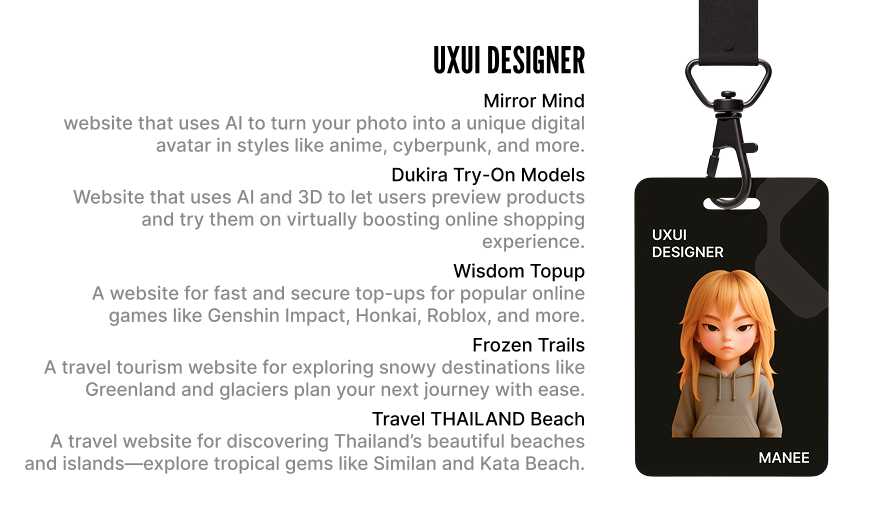 UXUI DESIGNER
Mirror Mind
website that uses AI to turn your photo into a unique digital
avatar in styles like anime, cyberpunk, and more.
Dukira Try-On Models
Website that uses AI and 3D to let users preview products
and try them on virtually boosting online shopping
experience.
Wisdom Topup
A website for fast and secure top-ups for popular online
games like Genshin Impact, Honkai, Roblox, and more.
Frozen Trails
A travel tourism website for exploring snowy destinations like
Greenland and glaciers plan your next journey with ease.
Travel THAILAND Beach
A travel website for discovering Thailand’s beautiful beaches
and islands—explore tropical gems like Similan and Kata Beach.
UXUI
DESIGNER
MANEE